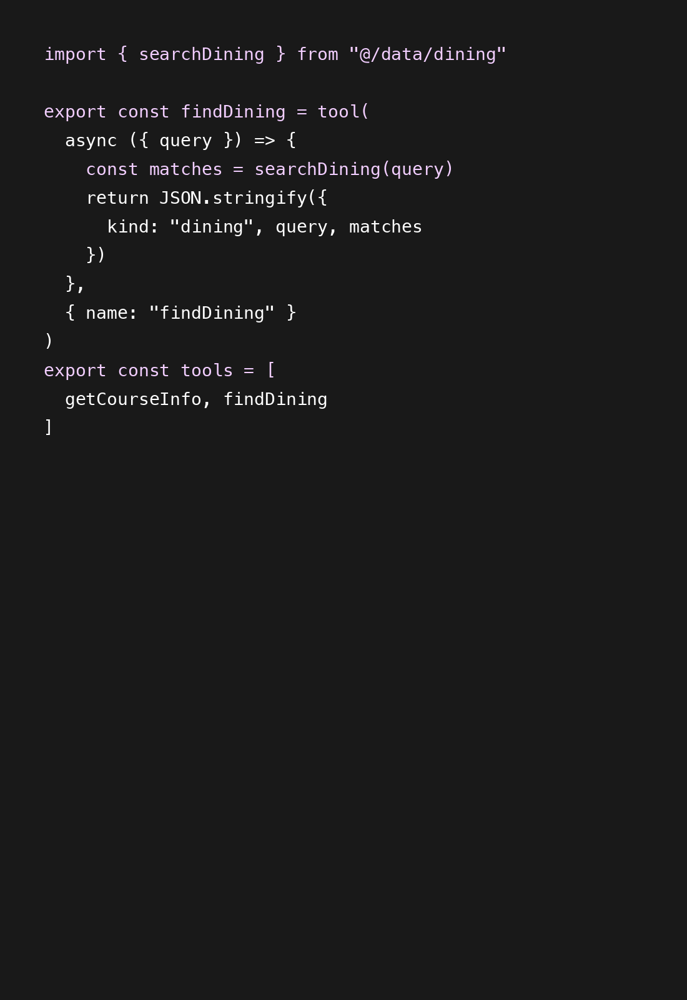 import { searchDining } from "@/data/dining"

export const findDining = tool(
  async ({ query }) => {
    const matches = searchDining(query)
    return JSON.stringify({
      kind: "dining", query, matches
    })
  },
  { name: "findDining" }
)
export const tools = [
  getCourseInfo, findDining
]